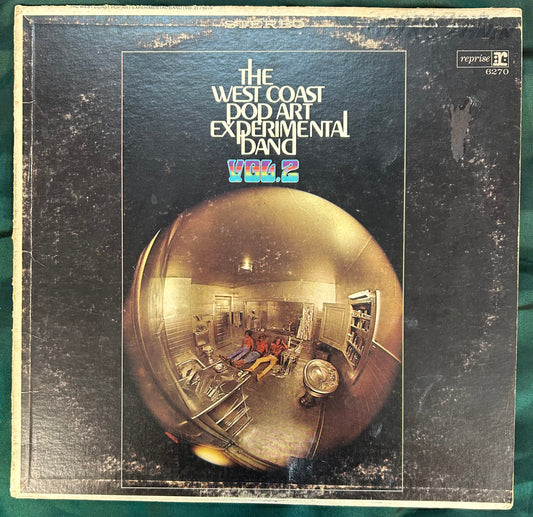 STEREO
reprise r:
6270
THE
WEST COAST
POP ART
EXPERIMENTAL
BAND
VOL.2